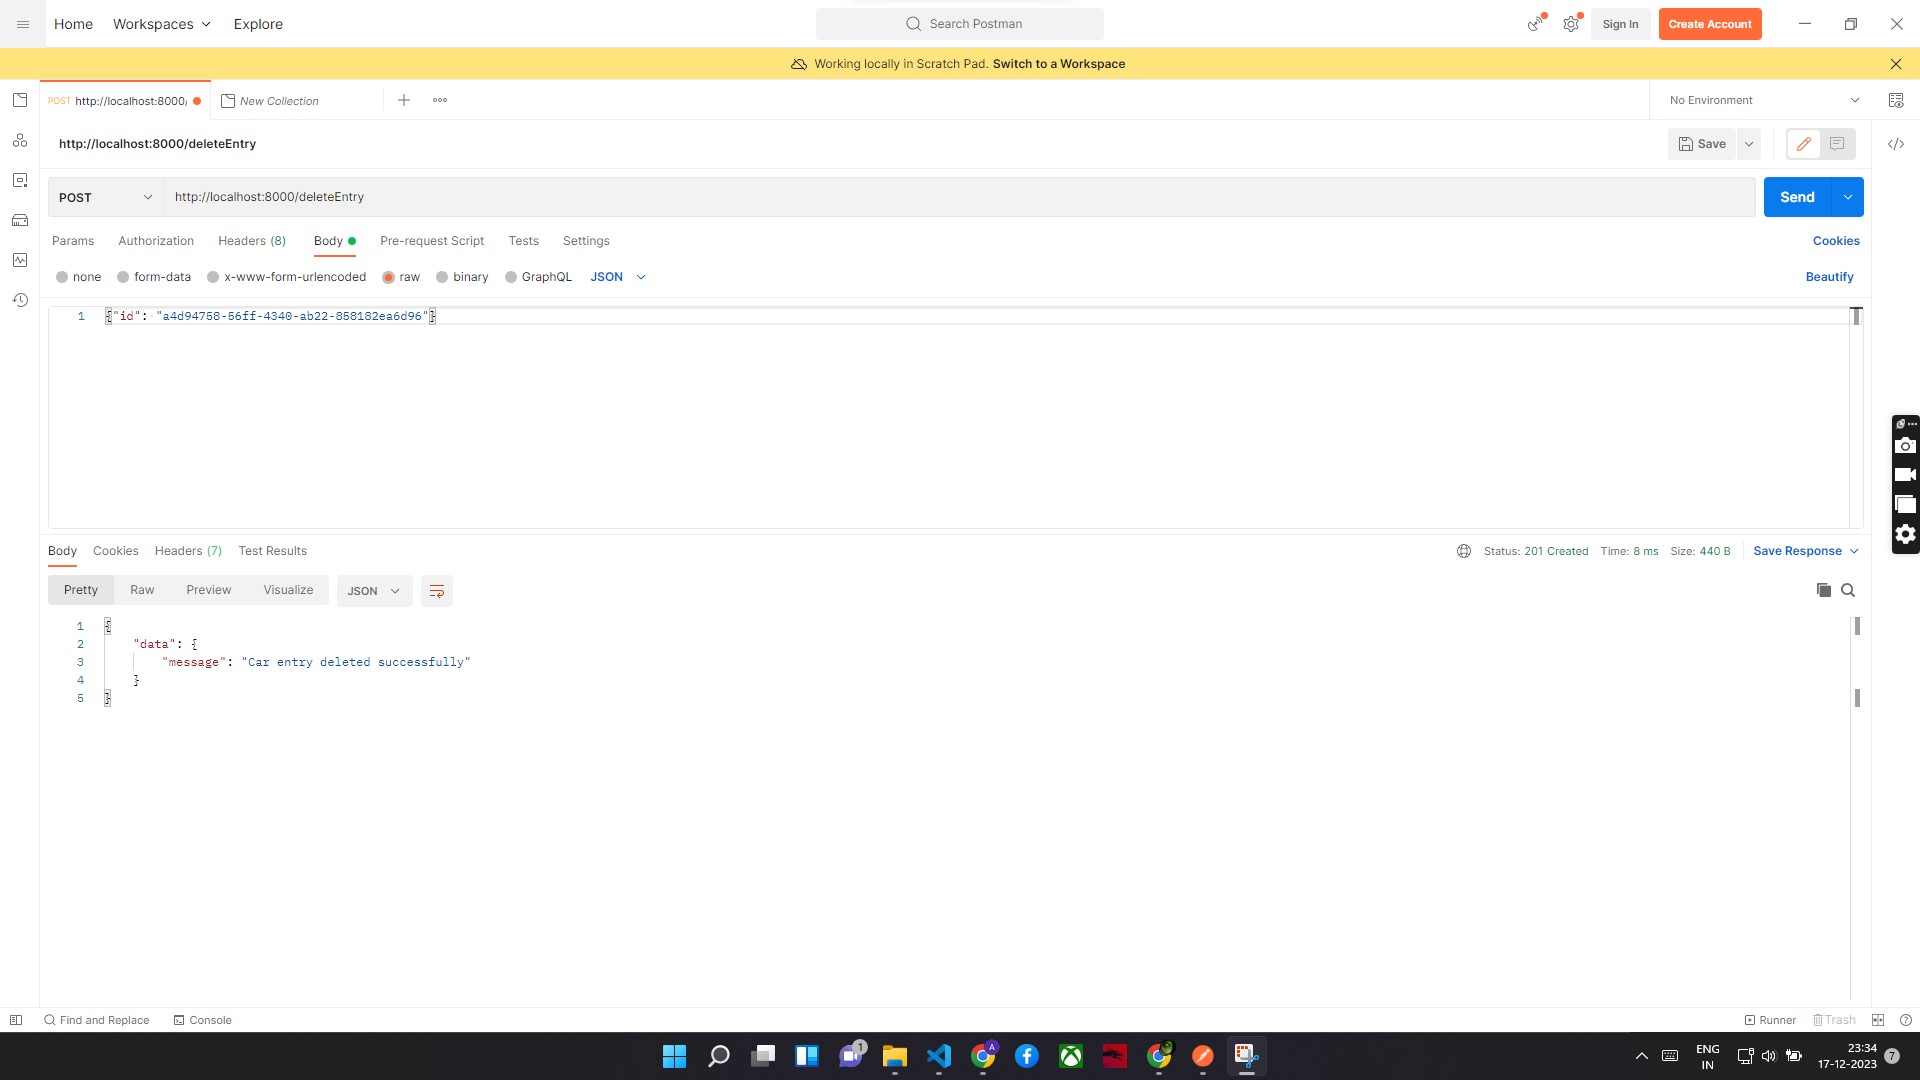 Home Workspaces Explore Search Postman Sign In Create Account
Working locally in Scratch Pad. Switch to a Workspace
POST http://localhost:8000/ New Collection No Environment
http://localhost:8000/deleteEntry Save
POST http://localhost:8000/deleteEntry Send
Params Authorization Headers (8) Body Pre-request Script Tests Settings Cookies
none form-data x-www-form-urlencoded raw binary GraphQL JSON Beautify
1 {"id": "a4d94758-56ff-4340-ab22-858182ea6d96"}
Body Cookies Headers (7) Test Results Status: 201 Created Time: 8 ms Size: 440 B Save Response
Pretty Raw Preview Visualize JSON
1 {
2 "data": {
3 "message": "Car entry deleted successfully"
4 }
5 }
Find and Replace Console Runner Trash
1 A ENG IN 23:34 17-12-2023 7